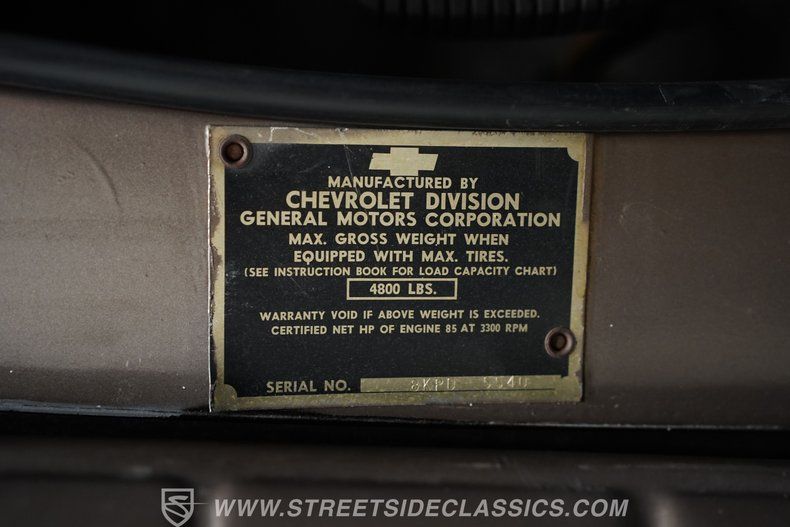 MANUFACTURED BY
CHEVROLET DIVISION
GENERAL MOTORS CORPORATION
MAX. GROSS WEIGHT WHEN
EQUIPPED WITH MAX. TIRES.
(SEE INSTRUCTION BOOK FOR LOAD CAPACITY CHART)
4800 LBS.
WARRANTY VOID IF ABOVE WEIGHT IS EXCEEDED.
CERTIFIED NET HP OF ENGINE 85 AT 3300 RPM
SERIAL NO.
WWW.STREETSIDECLASSICS.COM